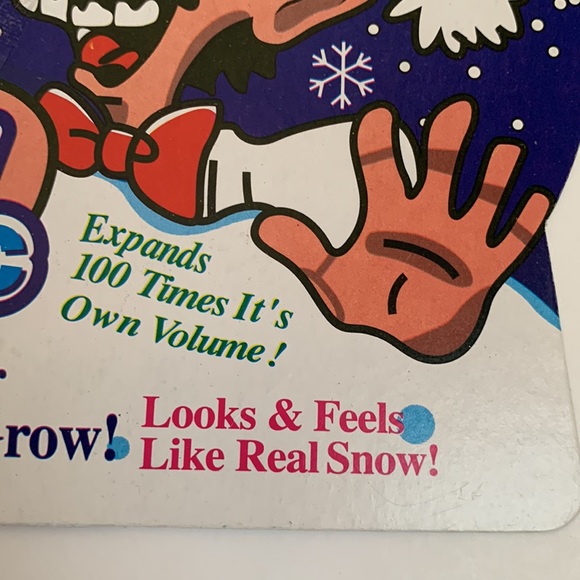 Expands
100 Times It's
Own Volume!
row!
Looks & Feels
Like Real Snow!